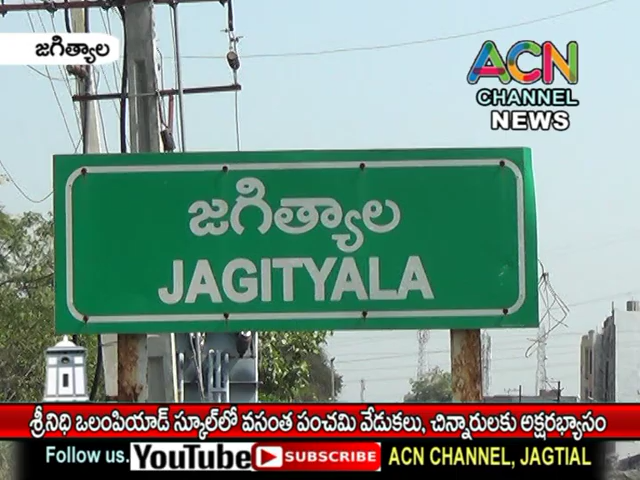 జగిత్యాల
ACN
CHANNEL
NEWS
జగిత్యాల
JAGITYALA
శ్రీనిధి ఒలంపియాడ్ స్కూల్‌లో వసంత పంచమి వేడుకలు, చిన్నారులకు అక్షరభ్యాసం
Follow us. YouTube SUBSCRIBE ACN CHANNEL, JAGTIAL